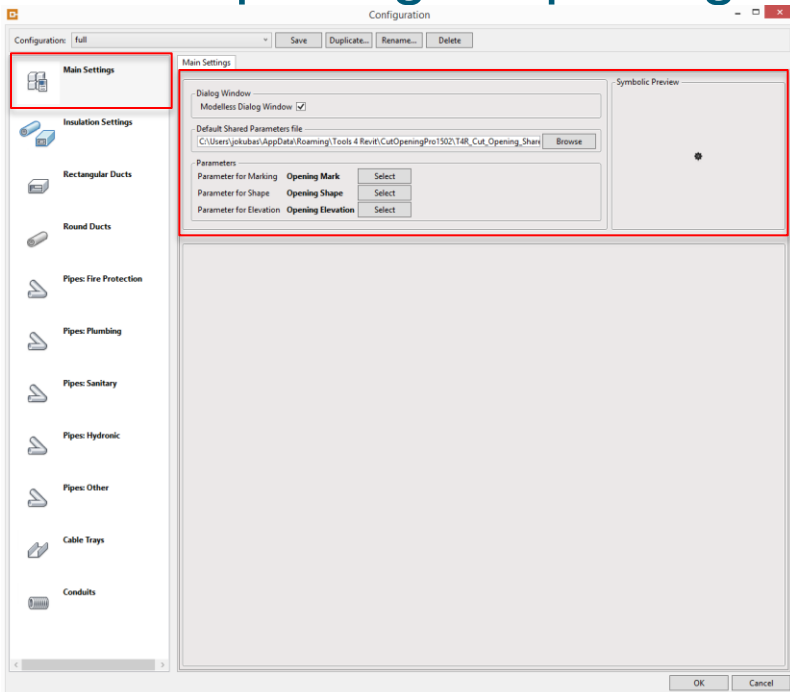 Configuration
Configuration: full Save Duplicate... Rename... Delete
Main Settings
Main Settings
Insulation Settings
Rectangular Ducts
Round Ducts
Pipes: Fire Protection
Pipes: Plumbing
Pipes: Sanitary
Pipes: Hydronic
Pipes: Other
Cable Trays
Conduits
Dialog Window
Modelless Dialog Window
Default Shared Parameters file
C:\Users\jokubas\AppData\Roaming\Tools 4 Revit\CutOpeningPro1502\T4R_Cut_Opening_Share Browse
Parameters
Parameter for Marking Opening Mark Select
Parameter for Shape Opening Shape Select
Parameter for Elevation Opening Elevation Select
Symbolic Preview
OK Cancel